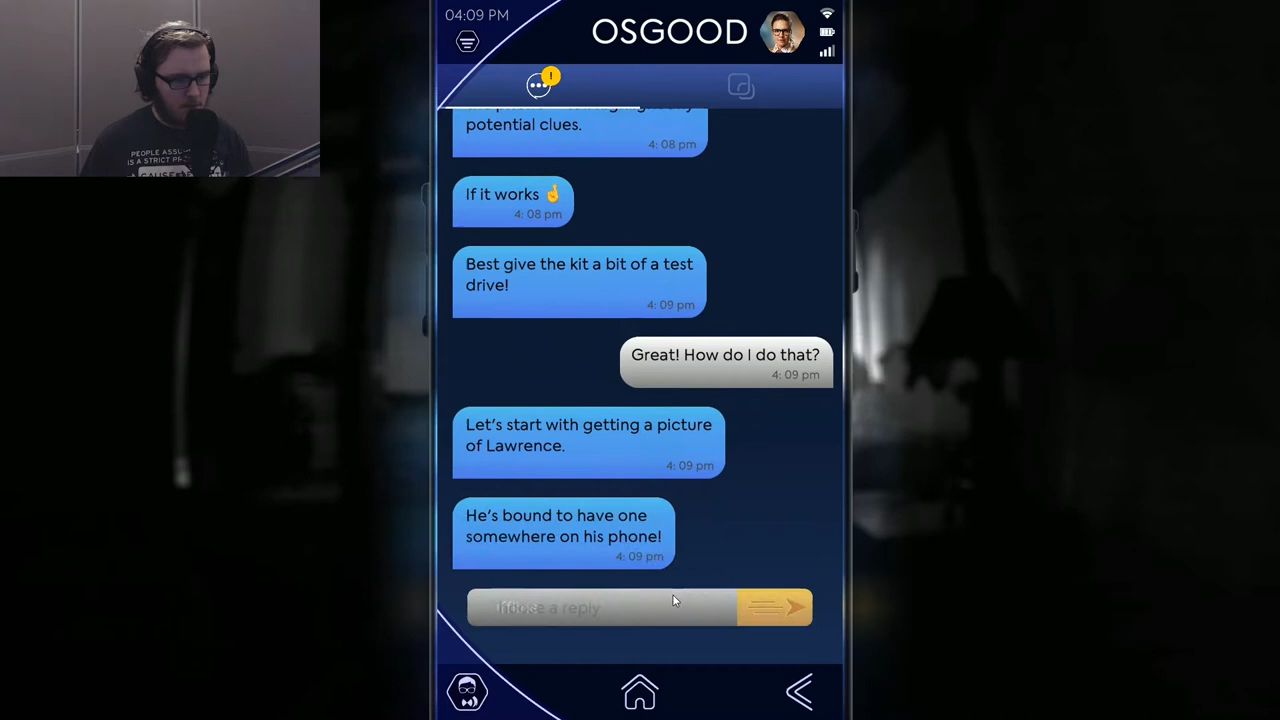 04:09 PM
OSGOOD
!
potential clues.
4: 08 pm
If it works 🤞
4: 08 pm
Best give the kit a bit of a test
drive!
4: 09 pm
Great! How do I do that?
4: 09 pm
Let's start with getting a picture
of Lawrence.
4: 09 pm
He's bound to have one
somewhere on his phone!
4: 09 pm
a reply
PEOPLE ASSU
IS A STRICT PR
CAUSE